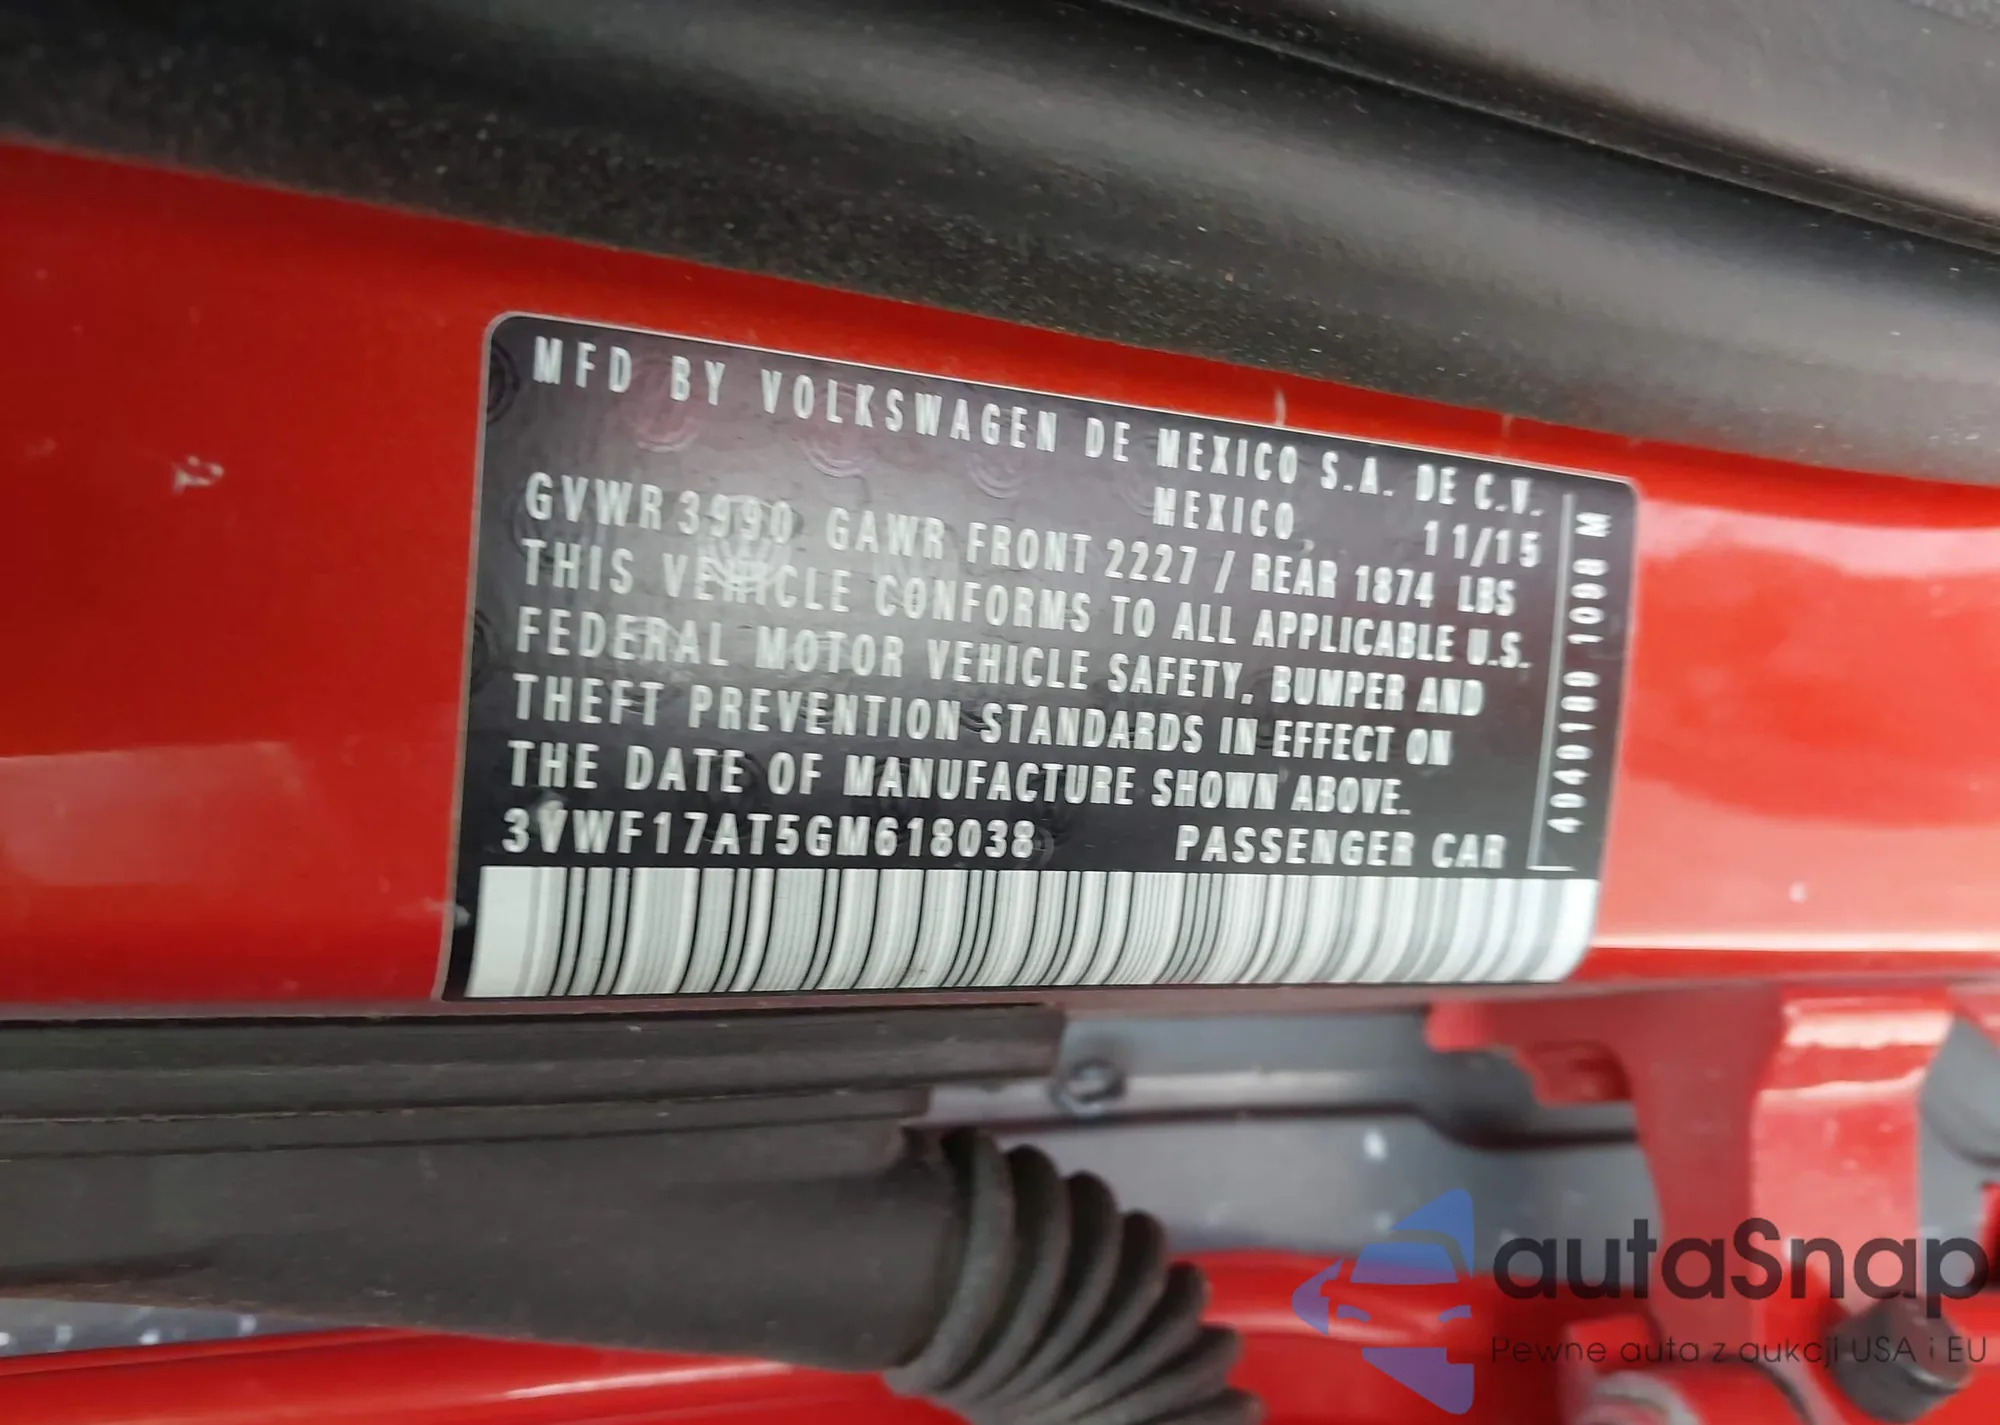 MFD BY VOLKSWAGEN DE MEXICO S.A. DE C.V.
MEXICO, 11/15
GVWR 3990 GAWR FRONT 2227 / REAR 1874 LBS
THIS VEHICLE CONFORMS TO ALL APPLICABLE U.S.
FEDERAL MOTOR VEHICLE SAFETY, BUMPER AND
THEFT PREVENTION STANDARDS IN EFFECT ON
THE DATE OF MANUFACTURE SHOWN ABOVE.
3VWF17AT5GM618038 PASSENGER CAR
4040100 1098 M
autaSnap
Pewne auta z aukcji USA i EU